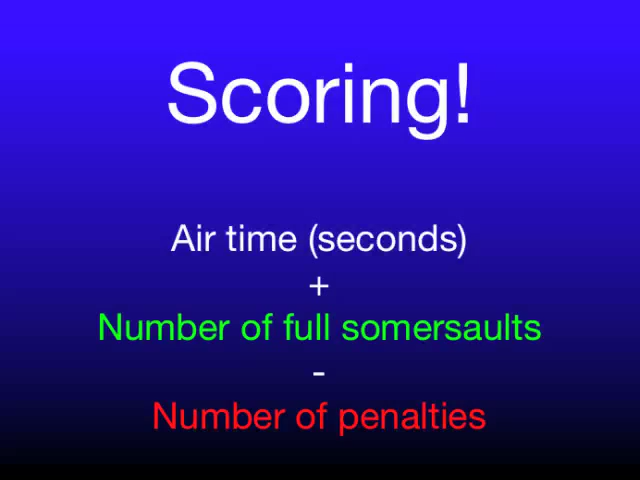 Scoring!
Air time (seconds)
+
Number of full somersaults
-
Number of penalties